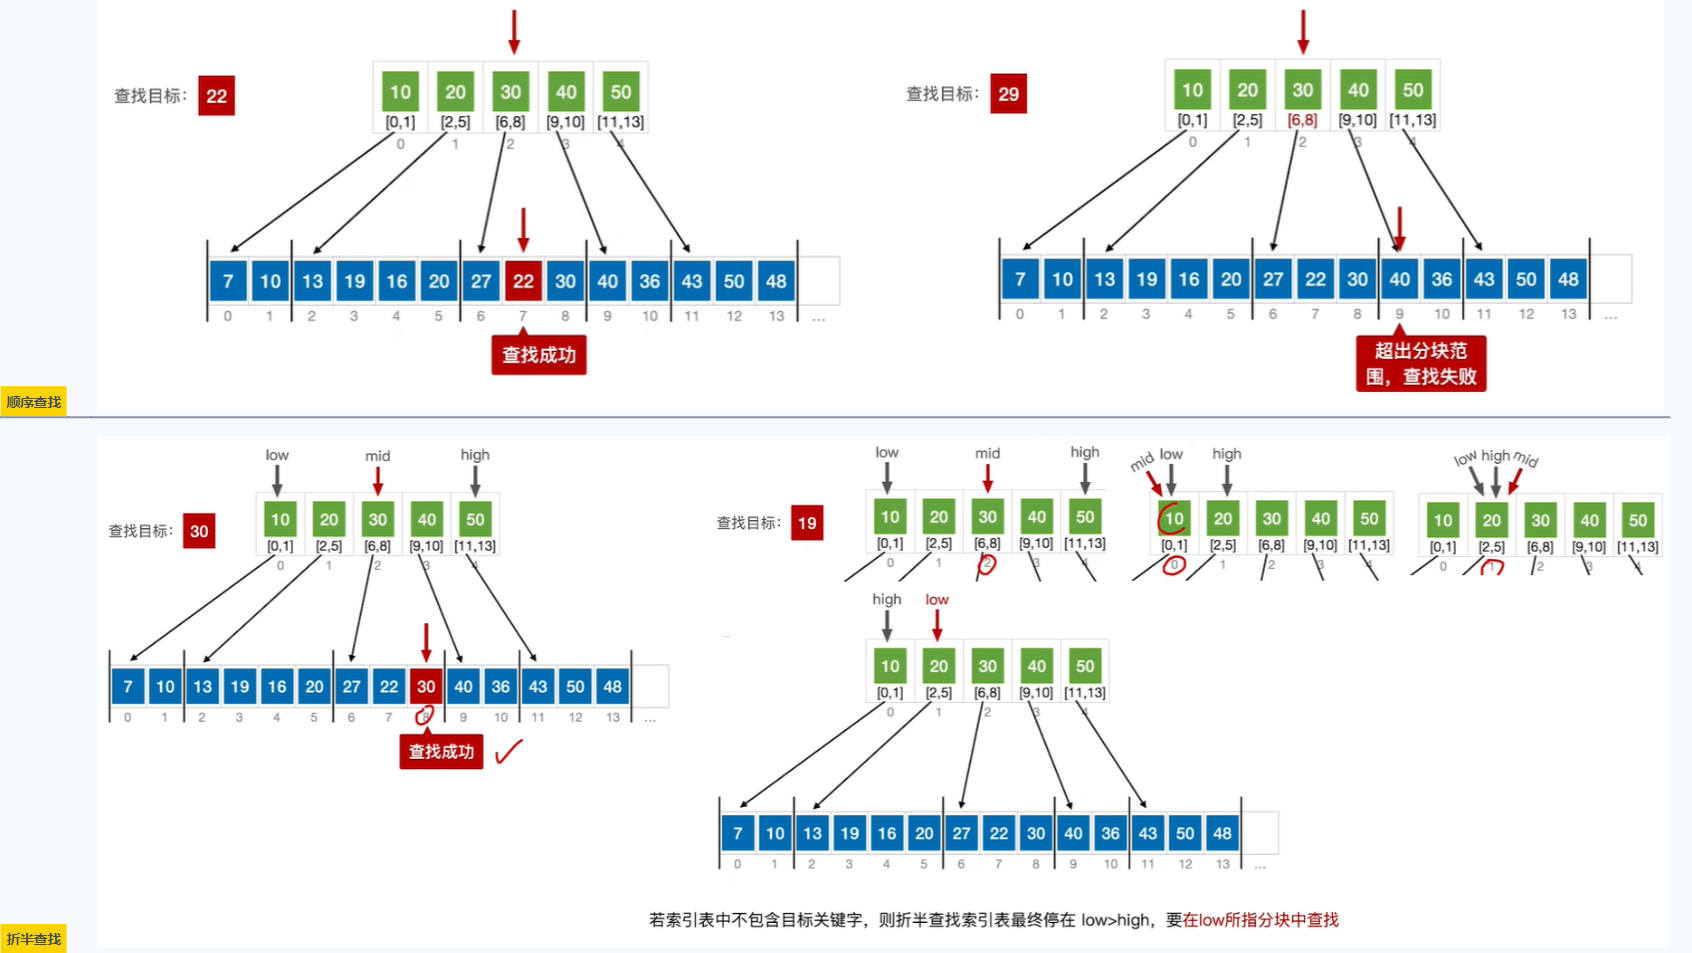 查找目标: 22
10 20 30 40 50
[0,1] [2,5] [6,8] [9,10] [11,13]
0 1 2 3 4
7 10 13 19 16 20 27 22 30 40 36 43 50 48
0 1 2 3 4 5 6 7 8 9 10 11 12 13 ...
查找成功
查找目标: 29
10 20 30 40 50
[0,1] [2,5] [6,8] [9,10] [11,13]
0 1 2 3 4
7 10 13 19 16 20 27 22 30 40 36 43 50 48
0 1 2 3 4 5 6 7 8 9 10 11 12 13 ...
超出分块范
围，查找失败
顺序查找
low mid high
查找目标: 30
10 20 30 40 50
[0,1] [2,5] [6,8] [9,10] [11,13]
0 1 2 3 4
7 10 13 19 16 20 27 22 30 40 36 43 50 48
0 1 2 3 4 5 6 7 8 9 10 11 12 13 ...
查找成功
low mid high
查找目标: 19
10 20 30 40 50
[0,1] [2,5] [6,8] [9,10] [11,13]
0 1 2 3 4
mid low high
10 20 30 40 50
[0,1] [2,5] [6,8] [9,10] [11,13]
0 1 2 3 4
low high mid
10 20 30 40 50
[0,1] [2,5] [6,8] [9,10] [11,13]
0 1 2 3 4
high low
10 20 30 40 50
[0,1] [2,5] [6,8] [9,10] [11,13]
0 1 2 3 4
7 10 13 19 16 20 27 22 30 40 36 43 50 48
0 1 2 3 4 5 6 7 8 9 10 11 12 13 ...
若索引表中不包含目标关键字，则折半查找索引表最终停在 low>high，要在low所指分块中查找
折半查找